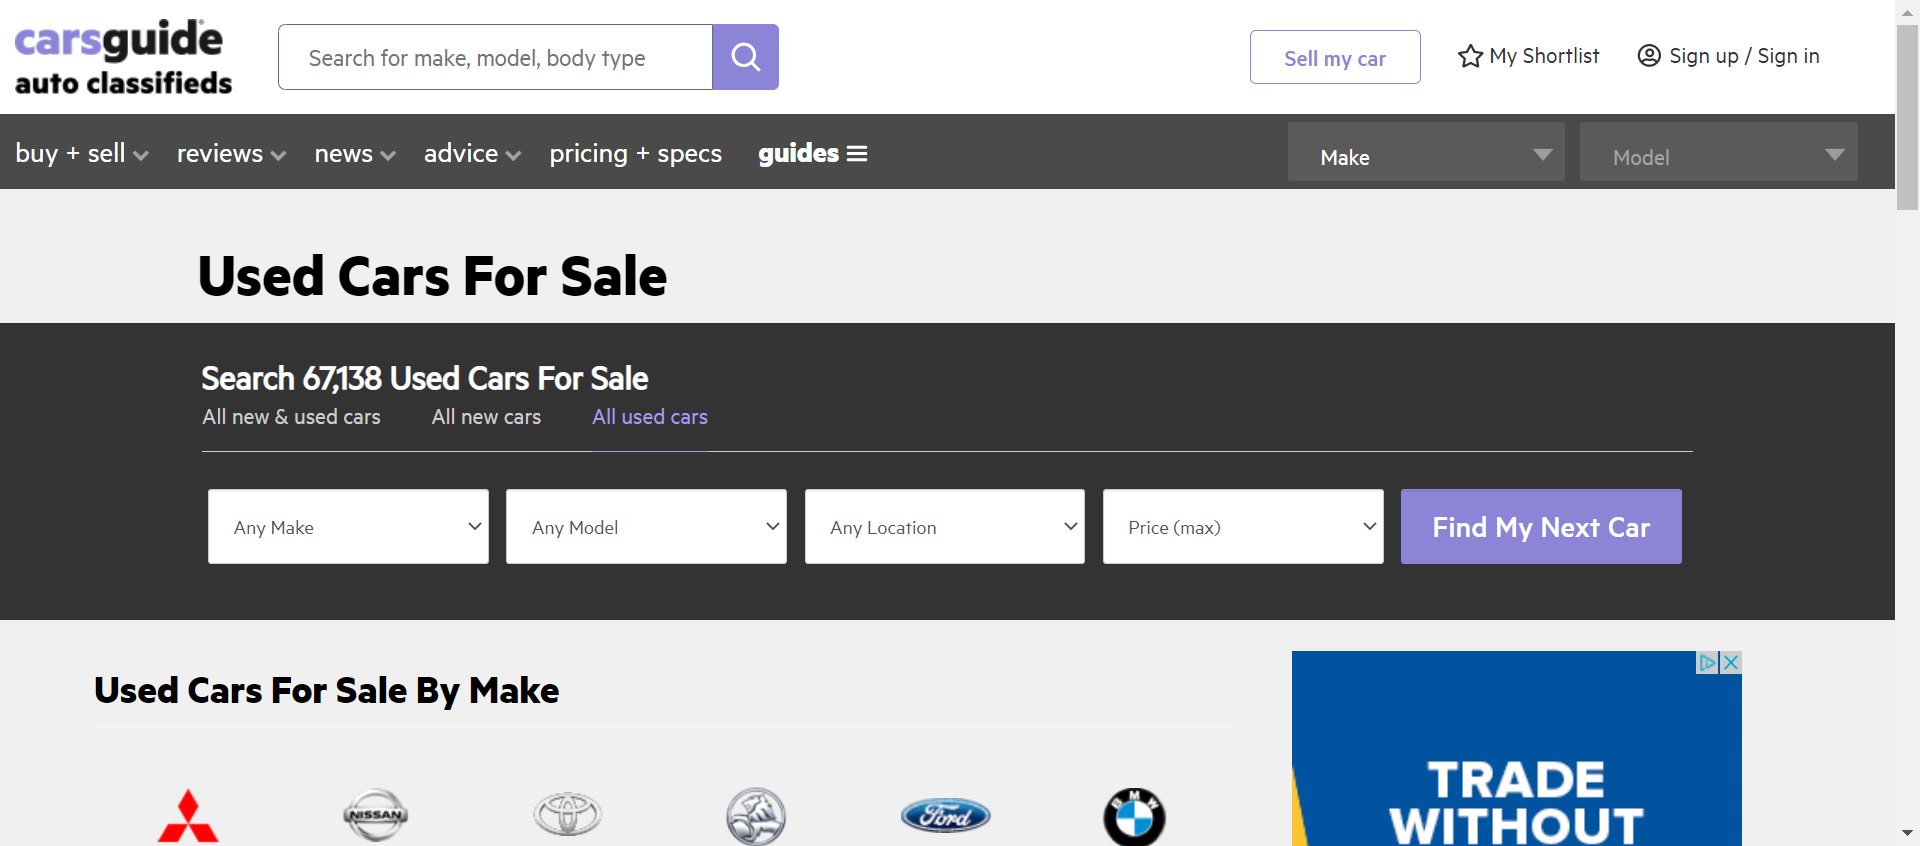 carsguide
auto classifieds
Search for make, model, body type
Sell my car
My Shortlist
Sign up / Sign in
buy + sell
reviews
news
advice
pricing + specs
guides
Make
Model
Used Cars For Sale
Search 67,138 Used Cars For Sale
All new & used cars
All new cars
All used cars
Any Make
Any Model
Any Location
Price (max)
Find My Next Car
Used Cars For Sale By Make
NISSAN
Ford
BMW
TRADE
WITHOUT